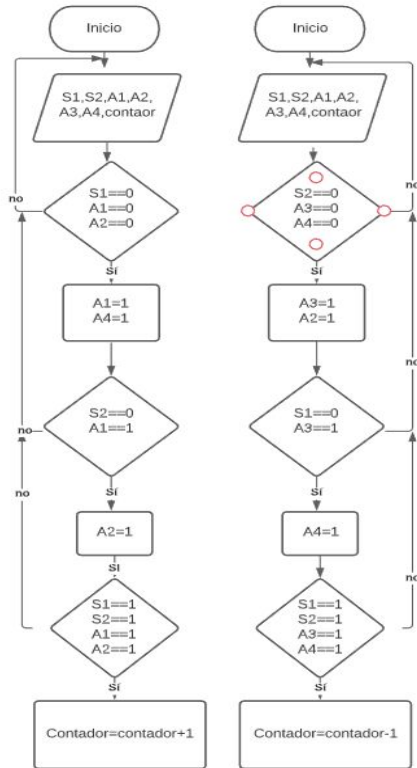 Inicio
S1,S2,A1,A2,
A3,A4,contaor
no
S1==0
A1==0
A2==0
Sí
A1=1
A4=1
S2==0
A1==1
no
Sí
no
A2=1
Sí
S1==1
S2==1
A1==1
A2==1
Sí
Contador=contador+1
Inicio
S1,S2,A1,A2,
A3,A4,contaor
no
S2==0
A3==0
A4==0
Sí
A3=1
A2=1
no
S1==0
A3==1
Sí
A4=1
no
S1==1
S2==1
A3==1
A4==1
Sí
Contador=contador-1